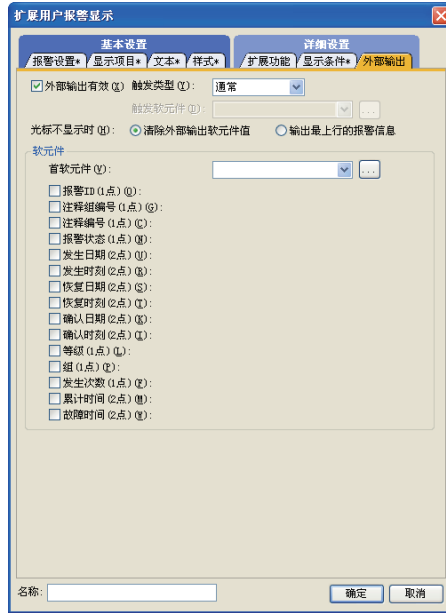 扩展用户报警显示
基本设置 详细设置
报警设置* 显示项目* 文本* 样式* 扩展功能 显示条件* 外部输出
外部输出有效(X) 触发类型(Y): 通常
触发软元件(D): ...
光标不显示时(H): 清除外部输出软元件值 输出最上行的报警信息
软元件
首软元件(V): ...
报警ID(1点)(Q):
注释组编号(1点)(G):
注释编号(1点)(C):
报警状态(1点)(N):
发生日期(2点)(U):
发生时刻(2点)(R):
恢复日期(2点)(S):
恢复时刻(2点)(T):
确认日期(2点)(K):
确认时刻(2点)(I):
等级(1点)(L):
组(1点)(P):
发生次数(1点)(F):
累计时间(2点)(M):
故障时间(2点)(W):
名称:
确定 取消